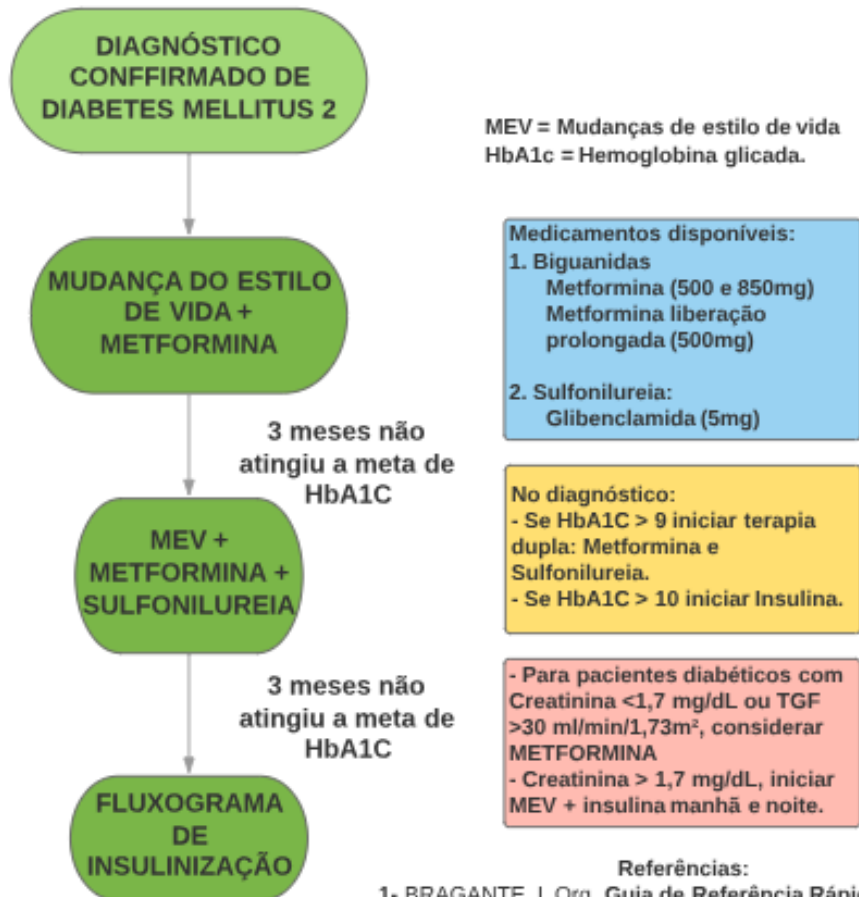 DIAGNÓSTICO
CONFFIRMADO DE
DIABETES MELLITUS 2
MEV = Mudanças de estilo de vida
HbA1c = Hemoglobina glicada.
MUDANÇA DO ESTILO
DE VIDA +
METFORMINA
Medicamentos disponíveis:
1. Biguanidas
Metformina (500 e 850mg)
Metformina liberação
prolongada (500mg)
2. Sulfonilureia:
Glibenclamida (5mg)
3 meses não
atingiu a meta de
HbA1C
MEV +
METFORMINA +
SULFONILUREIA
No diagnóstico:
- Se HbA1C > 9 iniciar terapia
dupla: Metformina e
Sulfonilureia.
- Se HbA1C > 10 iniciar Insulina.
3 meses não
atingiu a meta de
HbA1C
- Para pacientes diabéticos com
Creatinina <1,7 mg/dL ou TGF
>30 ml/min/1,73m², considerar
METFORMINA
- Creatinina > 1,7 mg/dL, iniciar
MEV + insulina manhã e noite.
FLUXOGRAMA
DE
INSULINIZAÇÃO
Referências: